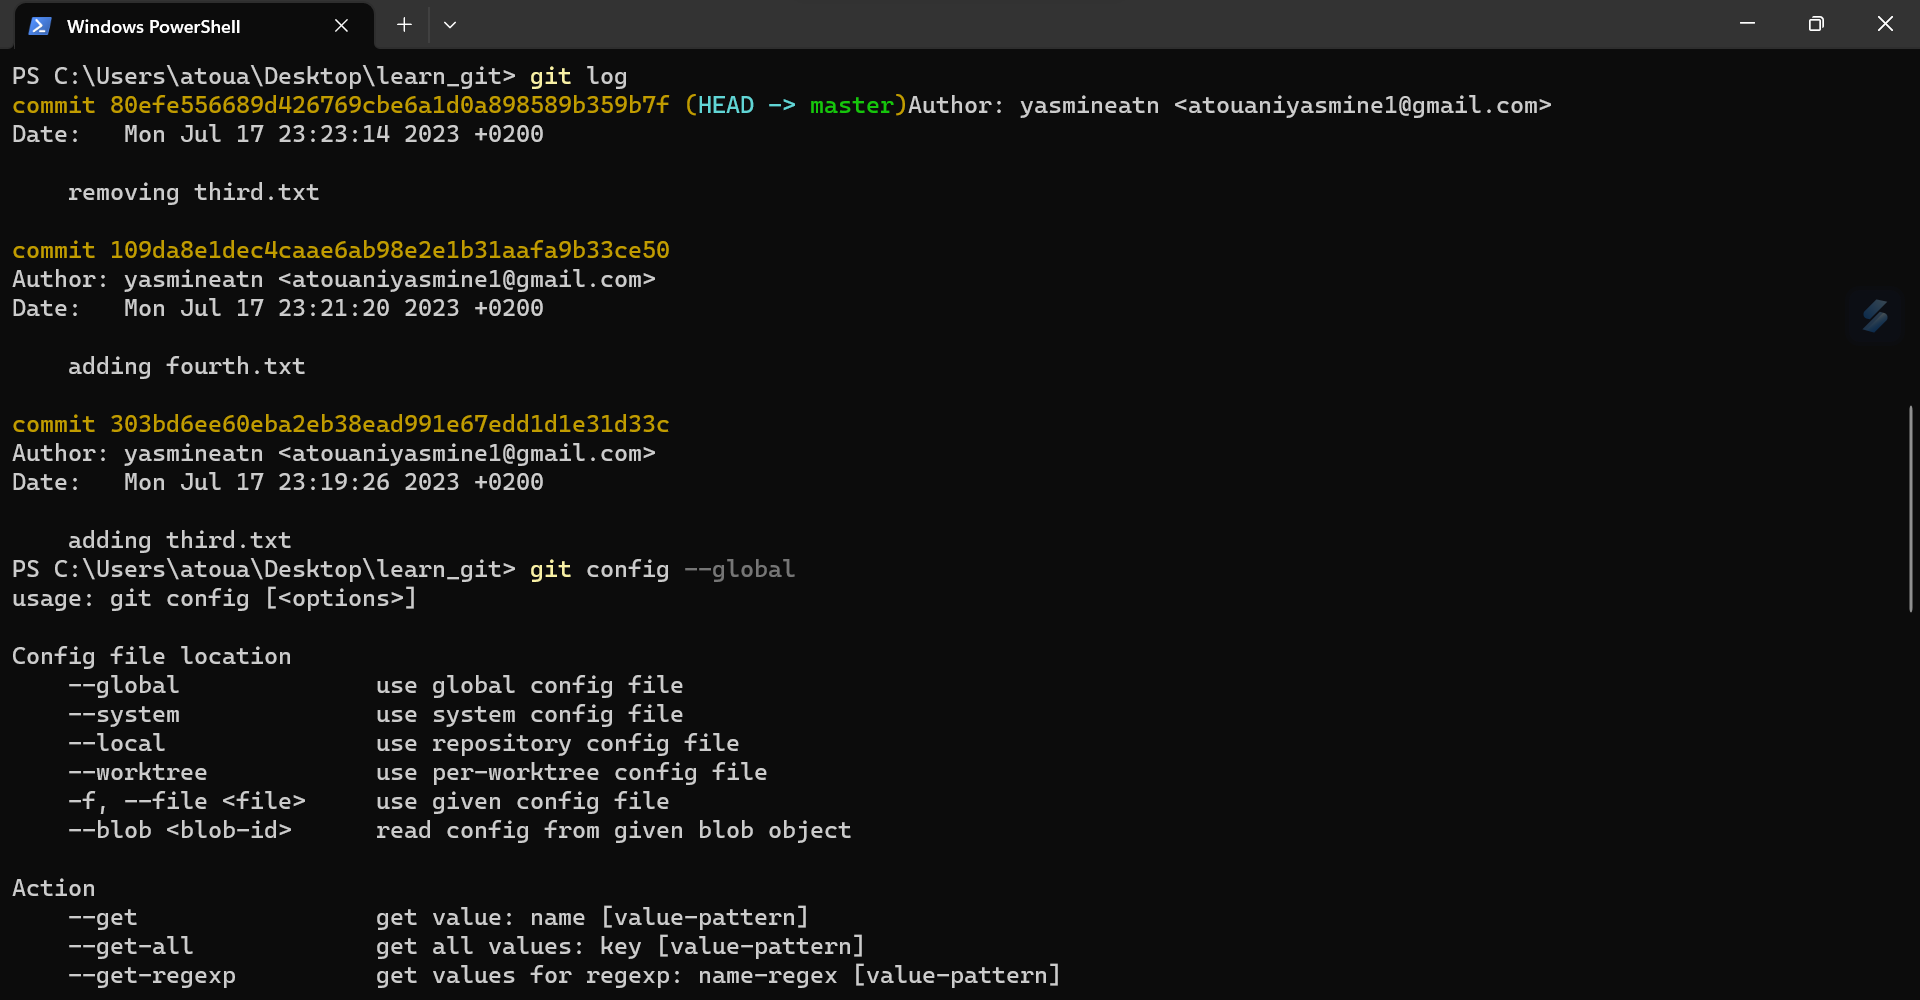 Windows PowerShell
PS C:\Users\atoua\Desktop\learn_git> git log
commit 80efe556689d426769cbe6a1d0a898589b359b7f (HEAD -> master)Author: yasmineatn <atouaniyasmine1@gmail.com>
Date:   Mon Jul 17 23:23:14 2023 +0200
    removing third.txt
commit 109da8e1dec4caae6ab98e2e1b31aafa9b33ce50
Author: yasmineatn <atouaniyasmine1@gmail.com>
Date:   Mon Jul 17 23:21:20 2023 +0200
    adding fourth.txt
commit 303bd6ee60eba2eb38ead991e67edd1d1e31d33c
Author: yasmineatn <atouaniyasmine1@gmail.com>
Date:   Mon Jul 17 23:19:26 2023 +0200
    adding third.txt
PS C:\Users\atoua\Desktop\learn_git> git config --global
usage: git config [<options>]
Config file location
    --global              use global config file
    --system              use system config file
    --local               use repository config file
    --worktree            use per-worktree config file
    -f, --file <file>     use given config file
    --blob <blob-id>      read config from given blob object
Action
    --get                 get value: name [value-pattern]
    --get-all             get all values: key [value-pattern]
    --get-regexp          get values for regexp: name-regex [value-pattern]